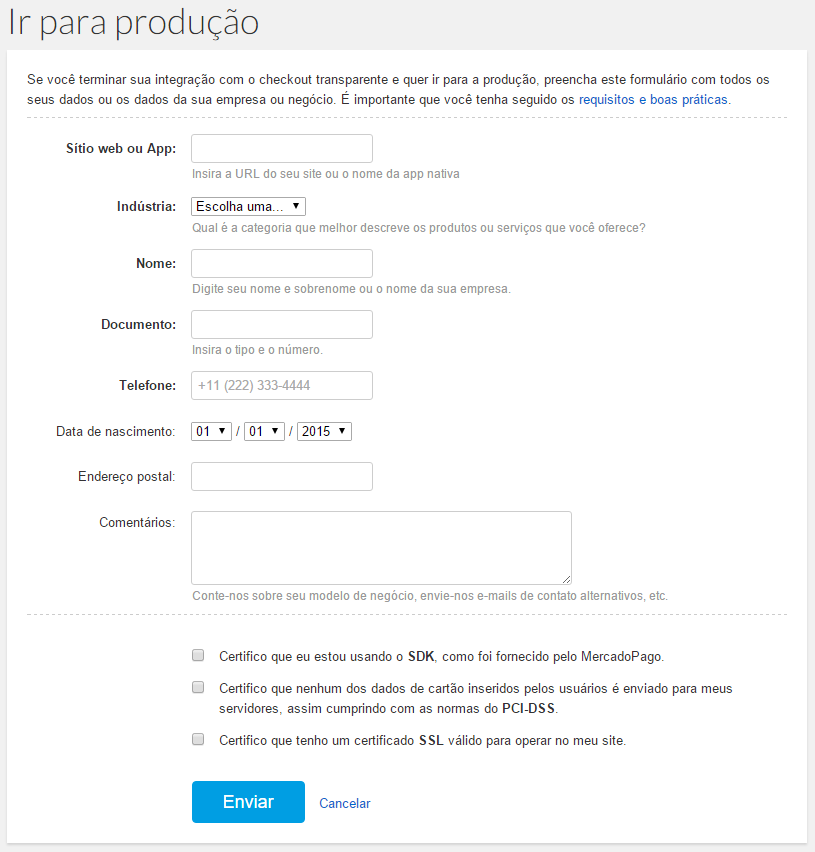 Ir para produção
Se você terminar sua integração com o checkout transparente e quer ir para a produção, preencha este formulário com todos os
seus dados ou os dados da sua empresa ou negócio. É importante que você tenha seguido os requisitos e boas práticas.
Sítio web ou App:
Insira a URL do seu site ou o nome da app nativa
Indústria: Escolha uma...
Qual é a categoria que melhor descreve os produtos ou serviços que você oferece?
Nome:
Digite seu nome e sobrenome ou o nome da sua empresa.
Documento:
Insira o tipo e o número.
Telefone: +11 (222) 333-4444
Data de nascimento: 01 / 01 / 2015
Endereço postal:
Comentários:
Conte-nos sobre seu modelo de negòcio, envie-nos e-mails de contato alternativos, etc.
Certifico que eu estou usando o SDK, como foi fornecido pelo MercadoPago.
Certifico que nenhum dos dados de cartão inseridos pelos usuários é enviado para meus
servidores, assim cumprindo com as normas do PCI-DSS.
Certifico que tenho um certificado SSL válido para operar no meu site.
Enviar Cancelar